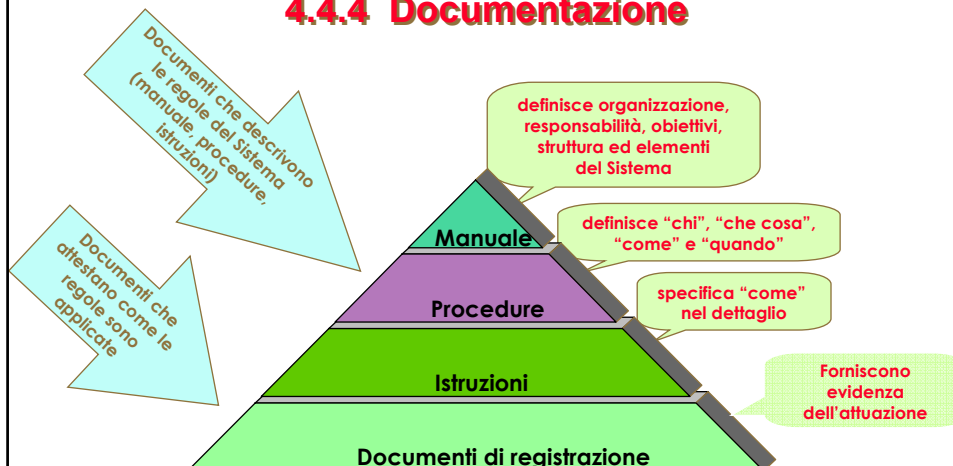 4.4.4 Documentazione
Documenti che descrivono
le regole del Sistema
(manuale, procedure,
istruzioni)
definisce organizzazione,
responsabilità, obiettivi,
struttura ed elementi
del Sistema
Manuale
definisce “chi”, “che cosa”,
“come” e “quando”
Documenti che
attestano come le
regole sono
applicate
Procedure
specifica “come”
nel dettaglio
Istruzioni
Forniscono
evidenza
dell’attuazione
Documenti di registrazione